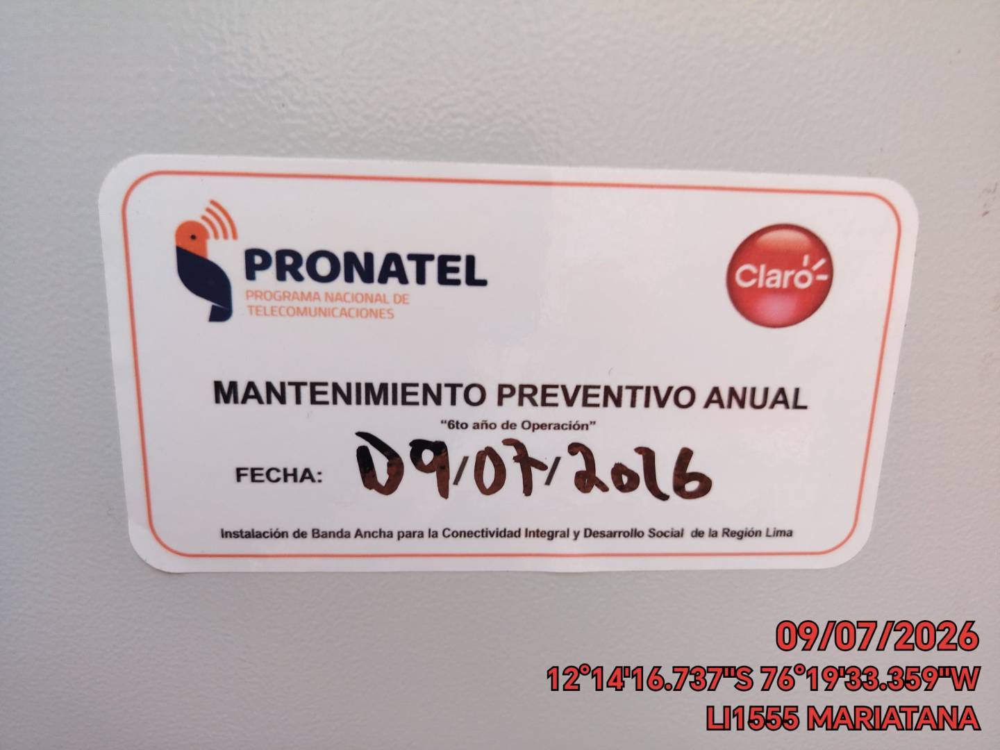 PRONATEL
PROGRAMA NACIONAL DE
TELECOMUNICACIONES
Claro
MANTENIMIENTO PREVENTIVO ANUAL
"6to año de Operación"
FECHA: 09/07/2026
Instalación de Banda Ancha para la Conectividad Integral y Desarrollo Social de la Región Lima
09/07/2026
12°14'16.737"S 76°19'33.359"W
LI1555 MARIATANA